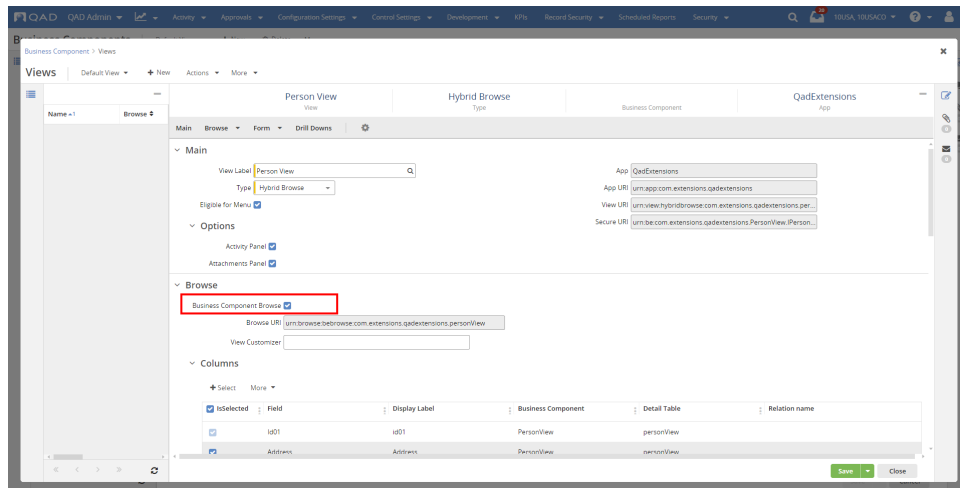 QAD QAD Admin Activity Approvals Configuration Settings Control Settings Development KPIs Record Security Scheduled Reports Security 10USA, 10USACO
Business Component > Views
Views Default View + New Actions More
Person View Hybrid Browse QadExtensions
View Type Business Component App
Name 1 Browse
Main Browse Form Drill Downs
Main
View Label Person View App QadExtensions
Type Hybrid Browse App URI urn:app:com.extensions.qadextensions
Eligible for Menu View URI urn:view:hybridbrowse:com.extensions.qadextensions.per...
Options Secure URI urn:be:com.extensions.qadextensions.PersonView.IPerson...
Activity Panel
Attachments Panel
Browse
Business Component Browse
Browse URI urn:browse:bebrowse:com.extensions.qadextensions.personView
View Customizer
Columns
+ Select More
IsSelected Field Display Label Business Component Detail Table Relation name
Id01 id01 PersonView personView
Address Address PersonView personView
Save Close